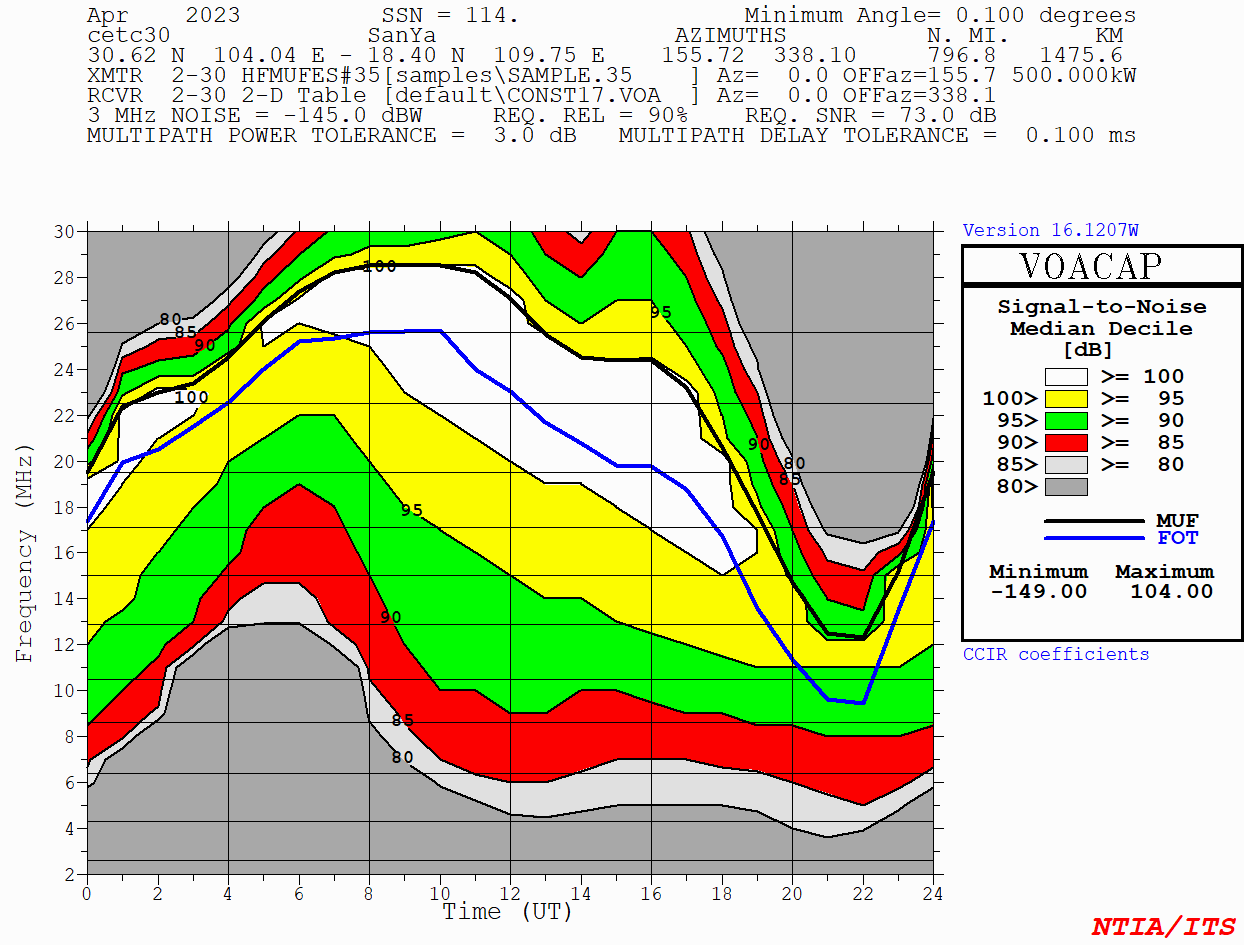 Apr    2023          SSN = 114.                Minimum Angle= 0.100 degrees
cetc30              SanYa                 AZIMUTHS          N. MI.      KM
30.62 N  104.04 E - 18.40 N  109.75 E    155.72  338.10     796.8   1475.6
XMTR  2-30 HFMUFES#35[samples\SAMPLE.35    ] Az=  0.0 OFFaz=155.7 500.000kW
RCVR  2-30 2-D Table [default\CONST17.VOA  ] Az=  0.0 OFFaz=338.1
3 MHz NOISE = -145.0 dBW     REQ. REL = 90%    REQ. SNR = 73.0 dB
MULTIPATH POWER TOLERANCE =  3.0 dB   MULTIPATH DELAY TOLERANCE =  0.100 ms
30
28
26
24
22
20
18
16
14
12
10
8
6
4
2
Frequency (MHz)
0 2 4 6 8 10 12 14 16 18 20 22 24
Time (UT)
100
80
85
90
100
95
95
90
80
85
90
85
80
Version 16.1207W
VOACAP
Signal-to-Noise
Median Decile
[dB]
>= 100
100> >= 95
95> >= 90
90> >= 85
85> >= 80
80>
MUF
FOT
Minimum Maximum
-149.00 104.00
CCIR coefficients
NTIA/ITS